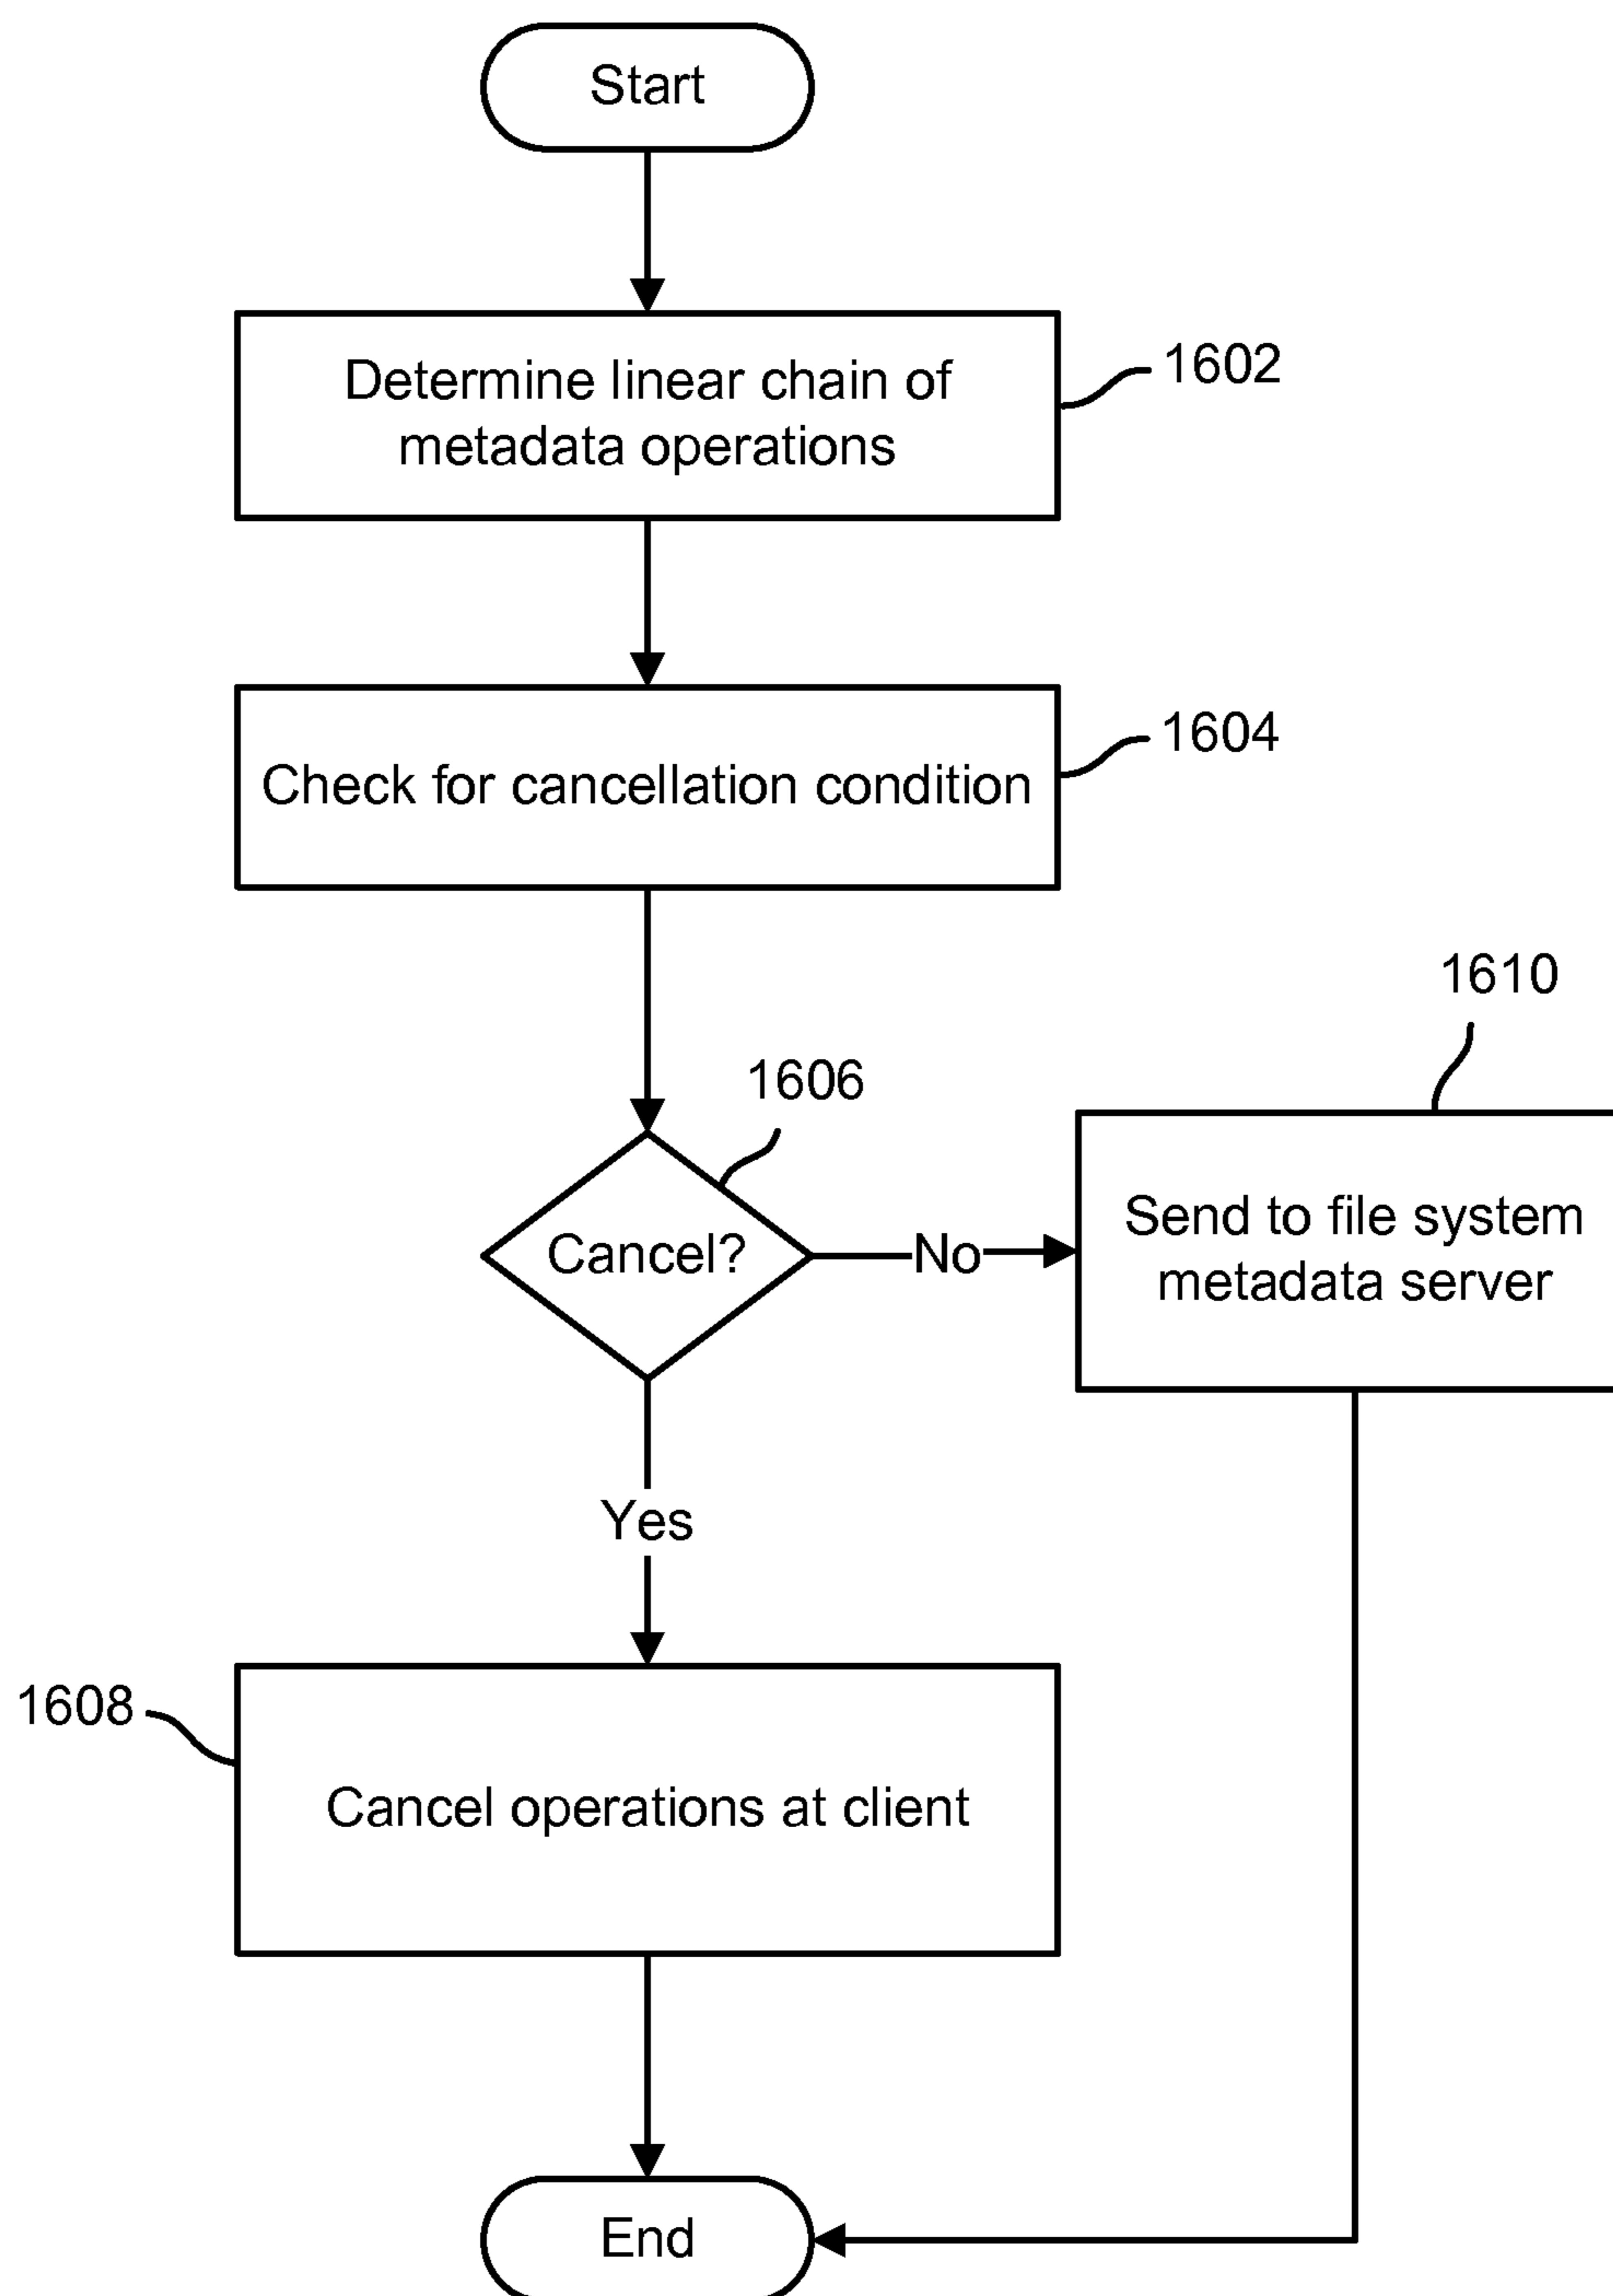 Start
Determine linear chain of
metadata operations
1602
Check for cancellation condition
1604
1606
Cancel?
No
1610
Send to file system
metadata server
Yes
1608
Cancel operations at client
End